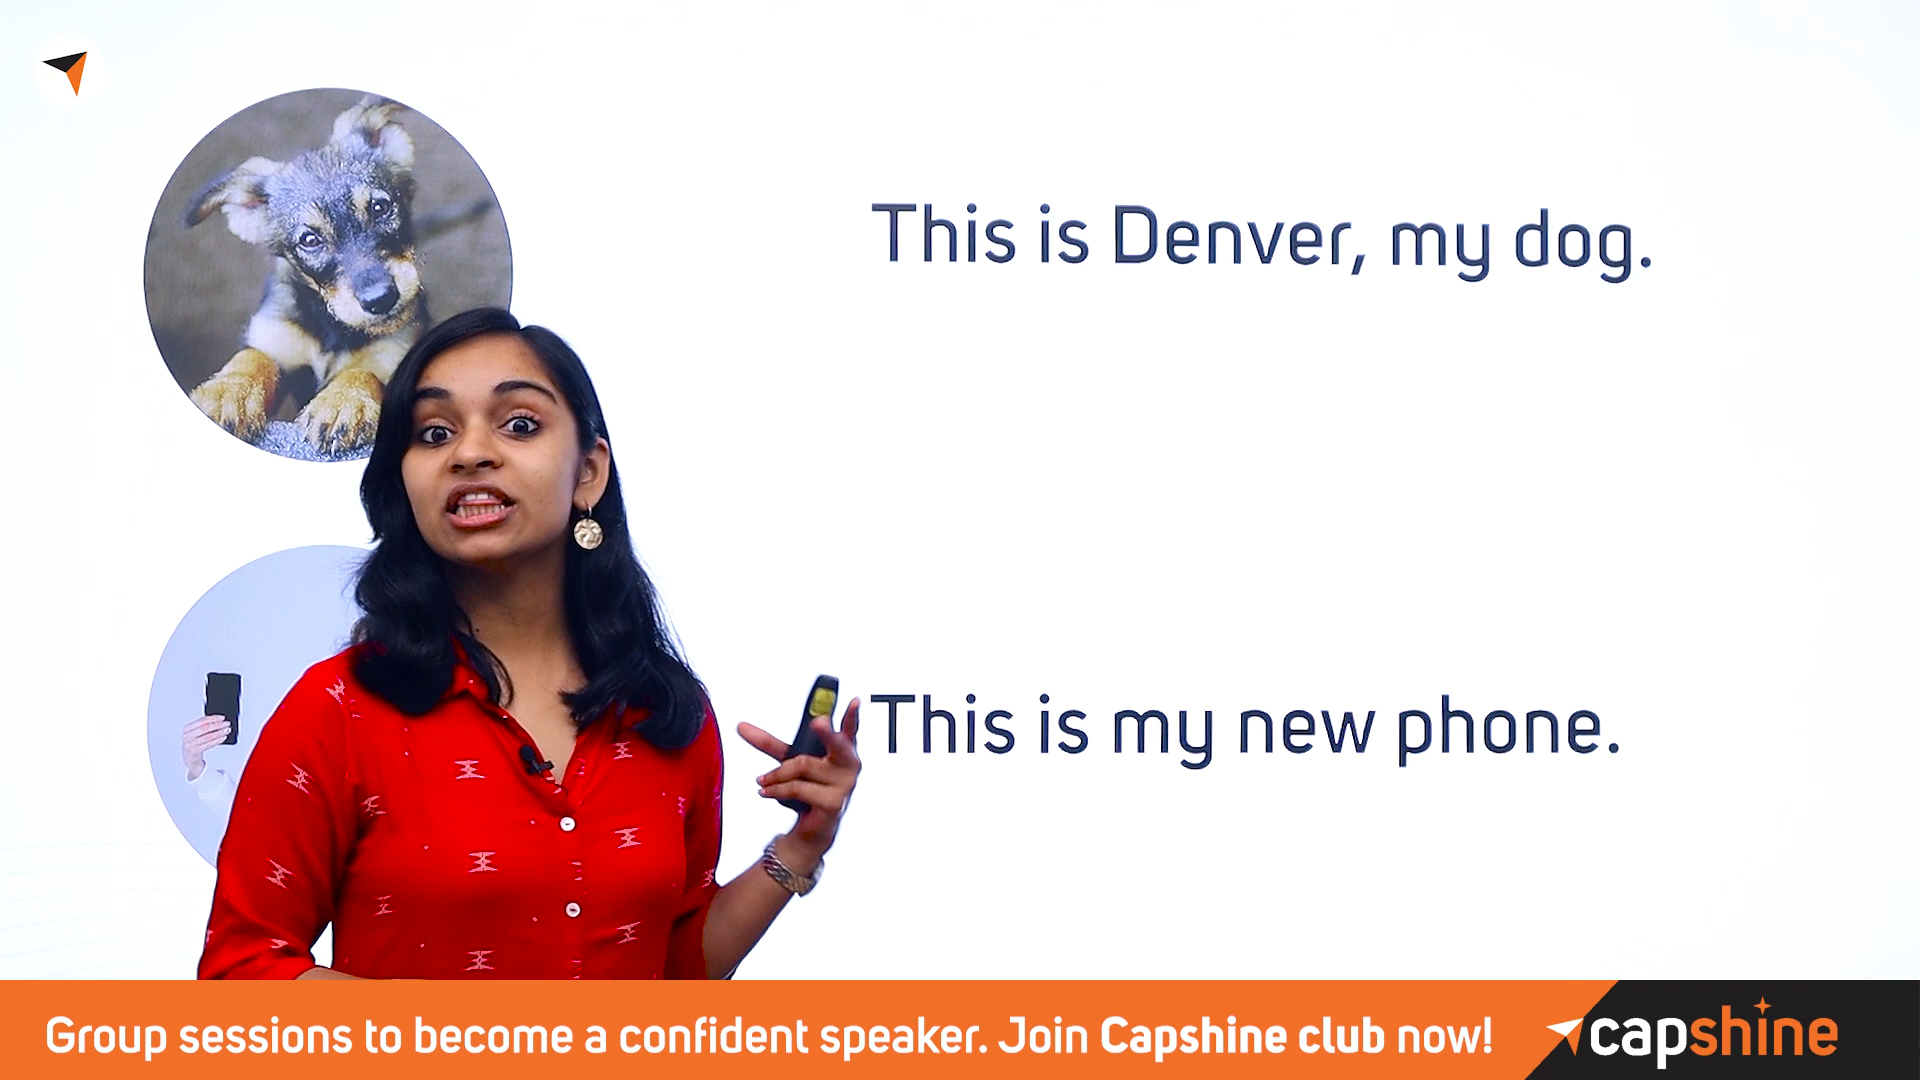 This is Denver, my dog.
This is my new phone.
Group sessions to become a confident speaker. Join Capshine club now!
capshine